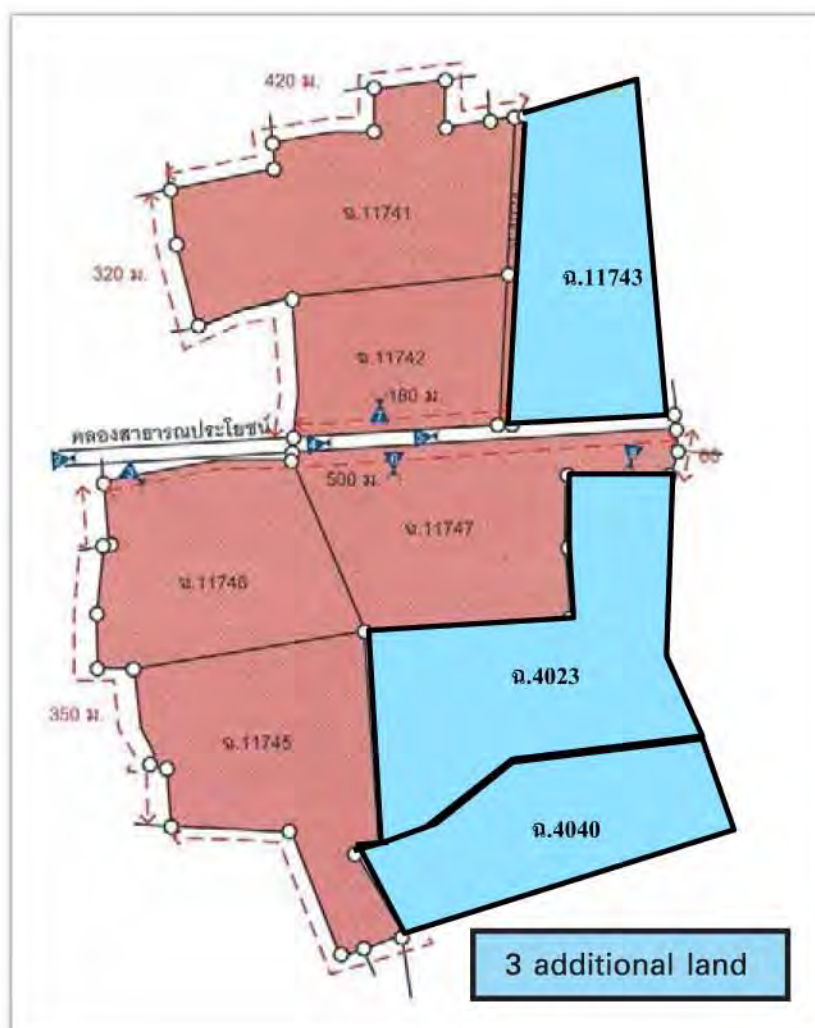 420 ม.
ฉ.11741
320 ม.
ฉ.11743
ฉ.11742
180 ม.
คลองสาธารณประโยชน์
500 ม.
ฉ.11747
ฉ.11746
ฉ.4023
350 ม.
ฉ.11745
ฉ.4040
3 additional land